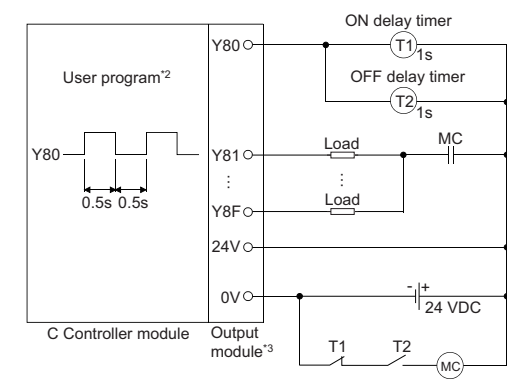 ON delay timer
Y80 T1 1s
User program*2
OFF delay timer
T2 1s
Y80
Y81 Load MC
⋮ ⋮
0.5s 0.5s
Y8F Load
24V
0V - + 24 VDC
C Controller module
Output module*3
T1 T2 MC